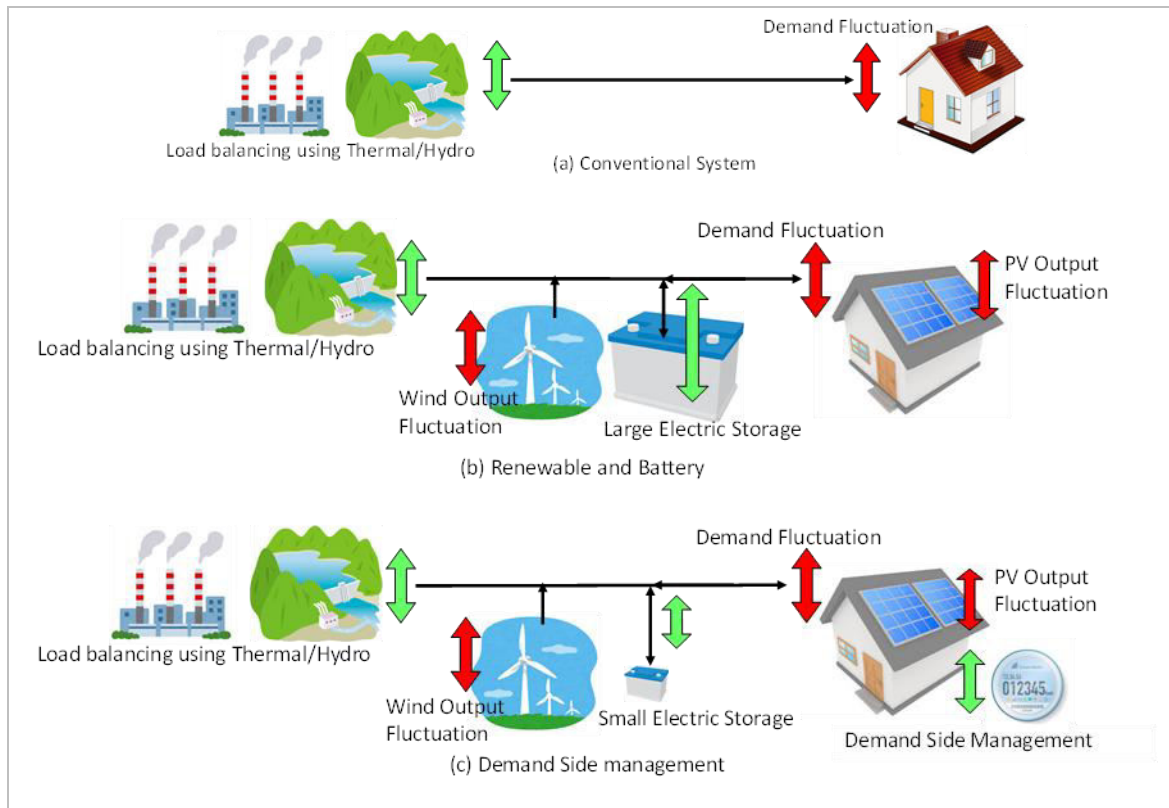 Demand Fluctuation
Load balancing using Thermal/Hydro
(a) Conventional System
Demand Fluctuation
PV Output
Fluctuation
Load balancing using Thermal/Hydro
Wind Output
Fluctuation
Large Electric Storage
(b) Renewable and Battery
Demand Fluctuation
PV Output
Fluctuation
Load balancing using Thermal/Hydro
012345
Wind Output
Fluctuation
Small Electric Storage
Demand Side Management
(c) Demand Side management